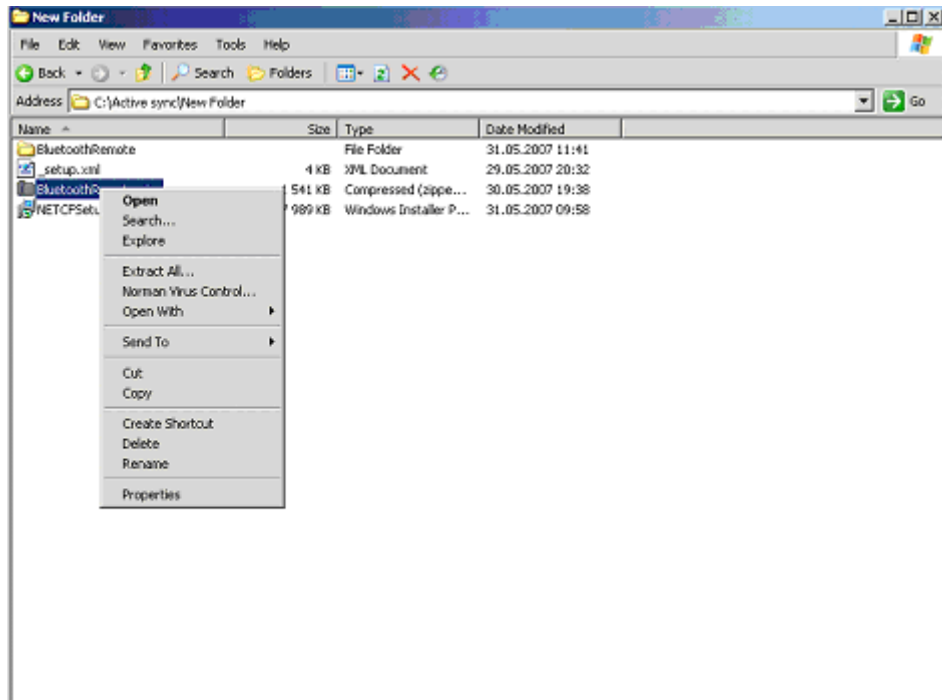 New Folder
File Edit View Favorites Tools Help
Back Search Folders
Address C:\Active sync\New Folder Go
Name Size Type Date Modified
BluetoothRemote File Folder 31.05.2007 11:41
_setup.xml 4 KB XML Document 29.05.2007 20:32
541 KB Compressed (zippe... 30.05.2007 19:38
989 KB Windows Installer P... 31.05.2007 09:58
Open
Search...
Explore
Extract All...
Norman Virus Control...
Open With
Send To
Cut
Copy
Create Shortcut
Delete
Rename
Properties